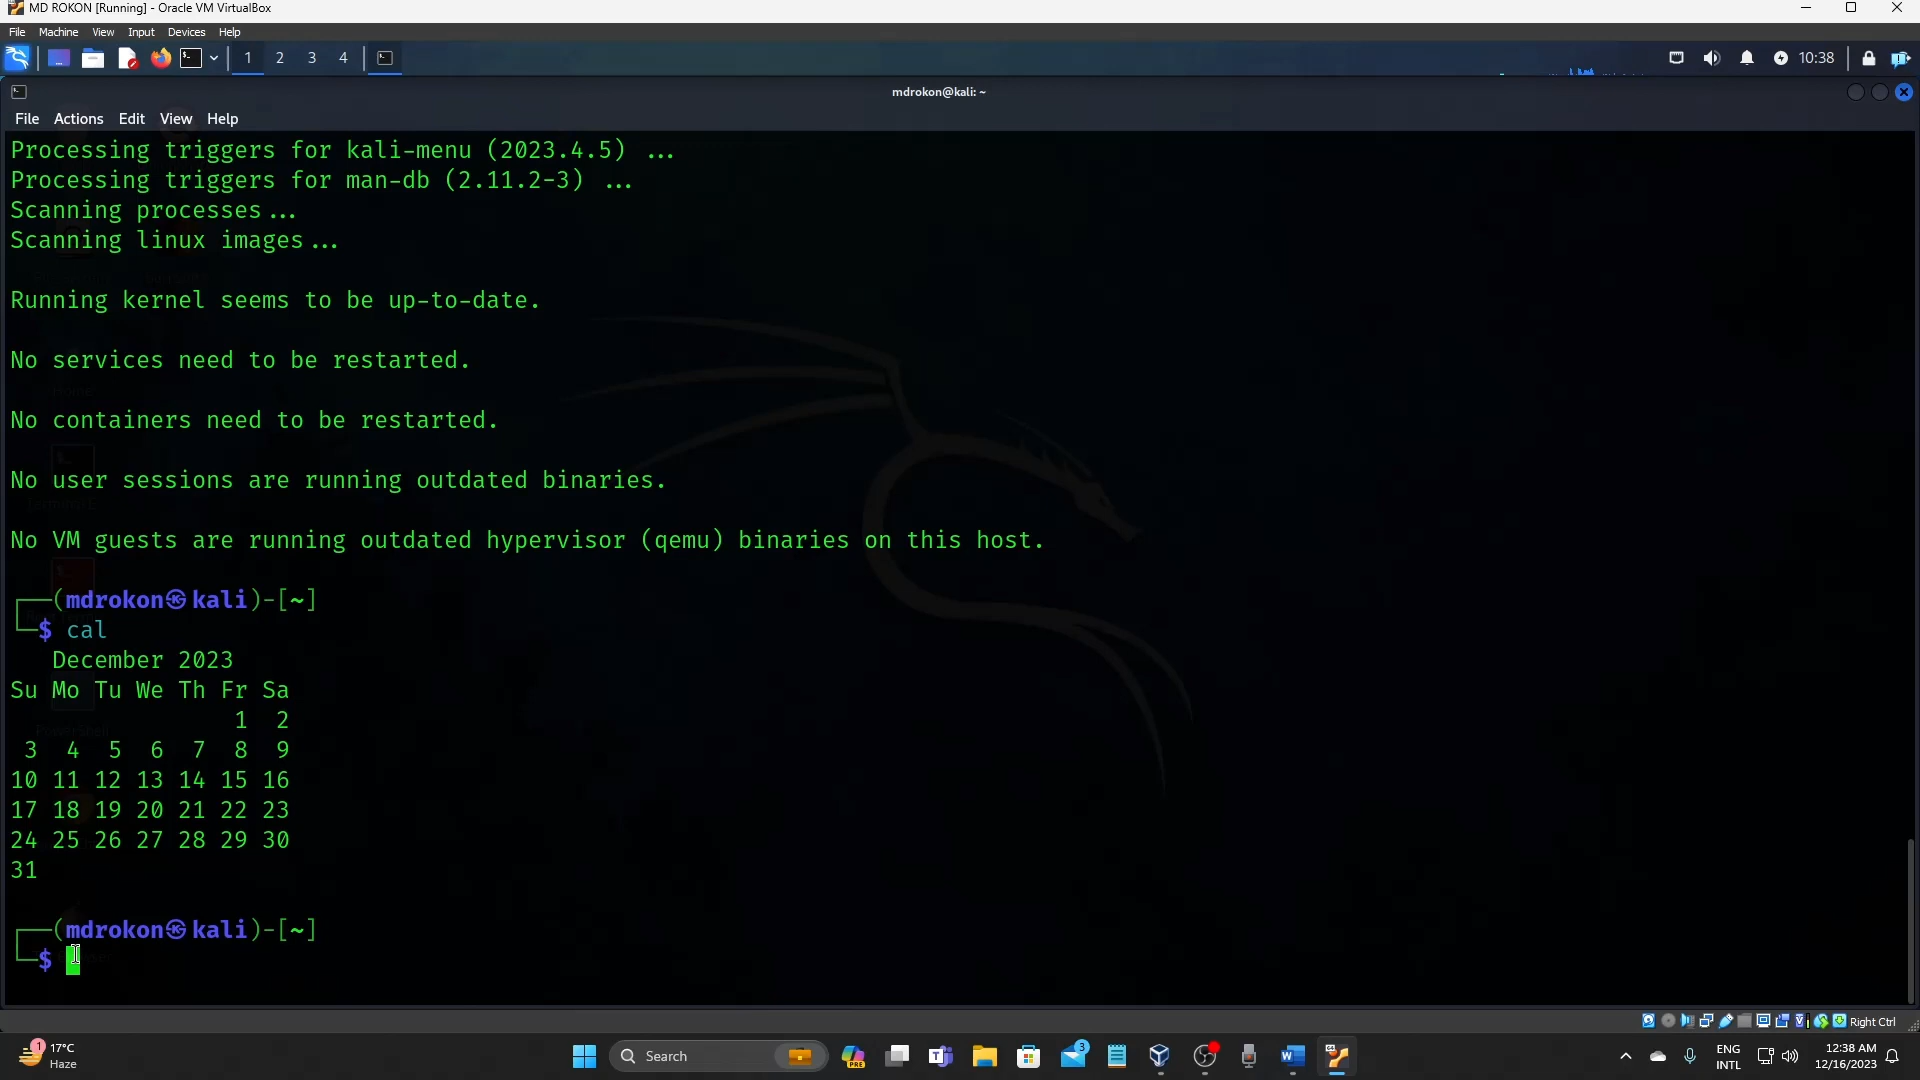 MD ROKON [Running] - Oracle VM VirtualBox
File Machine View Input Devices Help
1 2 3 4 10:38
mdrokon@kali: ~
File Actions Edit View Help
Processing triggers for kali-menu (2023.4.5) ...
Processing triggers for man-db (2.11.2-3) ...
Scanning processes...
Scanning linux images...
Running kernel seems to be up-to-date.
No services need to be restarted.
No containers need to be restarted.
No user sessions are running outdated binaries.
No VM guests are running outdated hypervisor (qemu) binaries on this host.
┌──(mdrokon㉿kali)-[~]
└─$ cal
December 2023
Su Mo Tu We Th Fr Sa
1 2
3 4 5 6 7 8 9
10 11 12 13 14 15 16
17 18 19 20 21 22 23
24 25 26 27 28 29 30
31
┌──(mdrokon㉿kali)-[~]
└─$
Right Ctrl
1 17°C
Haze
Search
PRE
3
ENG
INTL
12:38 AM
12/16/2023